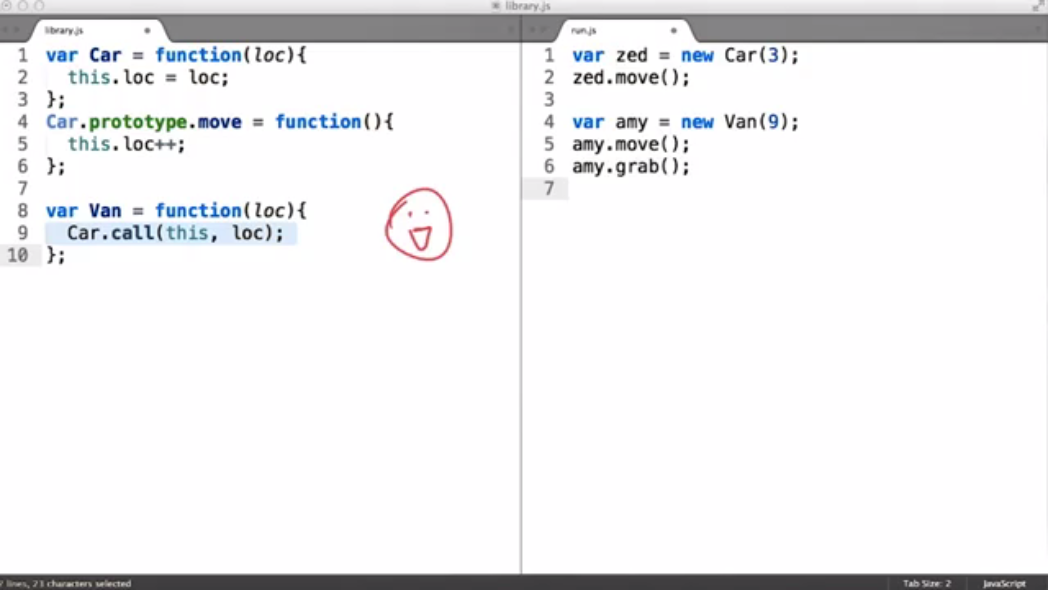 library.js
library.js
run.js
1 var Car = function(loc){
2 this.loc = loc;
3 };
4 Car.prototype.move = function(){
5 this.loc++;
6 };
7
8 var Van = function(loc){
9 Car.call(this, loc);
10 };
1 var zed = new Car(3);
2 zed.move();
3
4 var amy = new Van(9);
5 amy.move();
6 amy.grab();
7
lines, 23 characters selected
Tab Size: 2
JavaScript